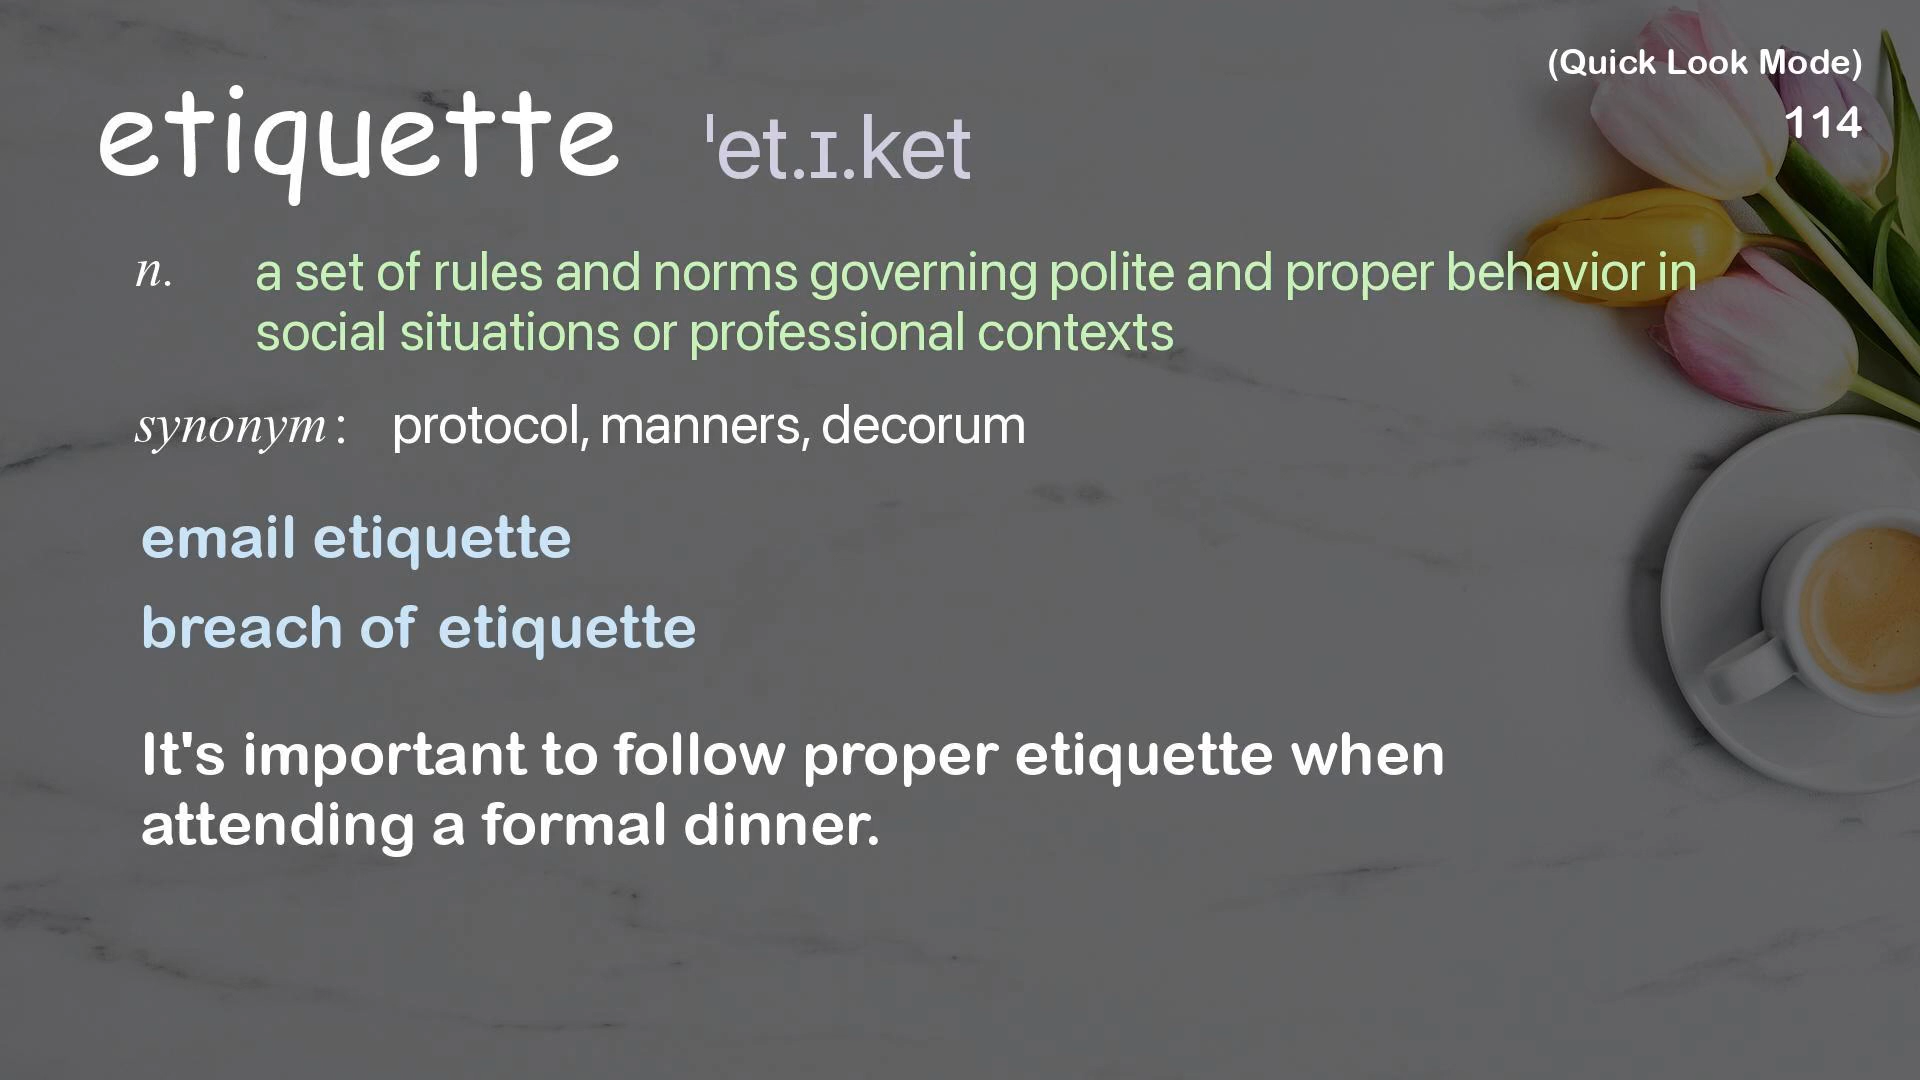 (Quick Look Mode)
114
etiquette ˈet.ɪ.ket
n. a set of rules and norms governing polite and proper behavior in
social situations or professional contexts
synonym: protocol, manners, decorum
email etiquette
breach of etiquette
It's important to follow proper etiquette when
attending a formal dinner.